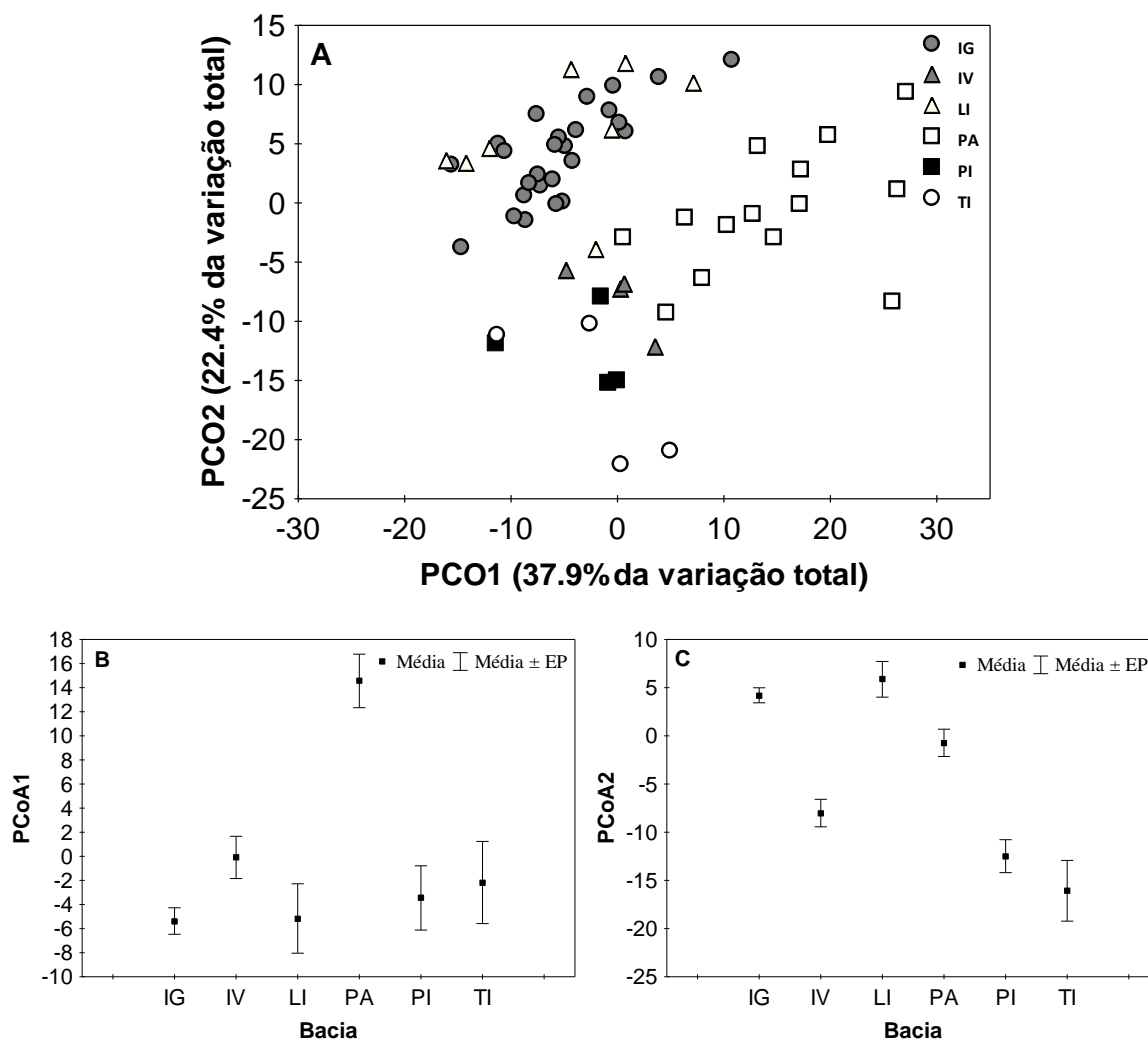 A
IG
IV
LI
PA
PI
TI
15
10
5
0
-5
-10
-15
-20
-25
PCO2 (22.4% da variação total)
-30 -20 -10 0 10 20 30
PCO1 (37.9% da variação total)
B
Média Média ± EP
18
16
14
12
10
8
6
4
2
0
-2
-4
-6
-8
-10
PCoA1
IG IV LI PA PI TI
Bacia
C
Média Média ± EP
10
5
0
-5
-10
-15
-20
-25
PCoA2
IG IV LI PA PI TI
Bacia